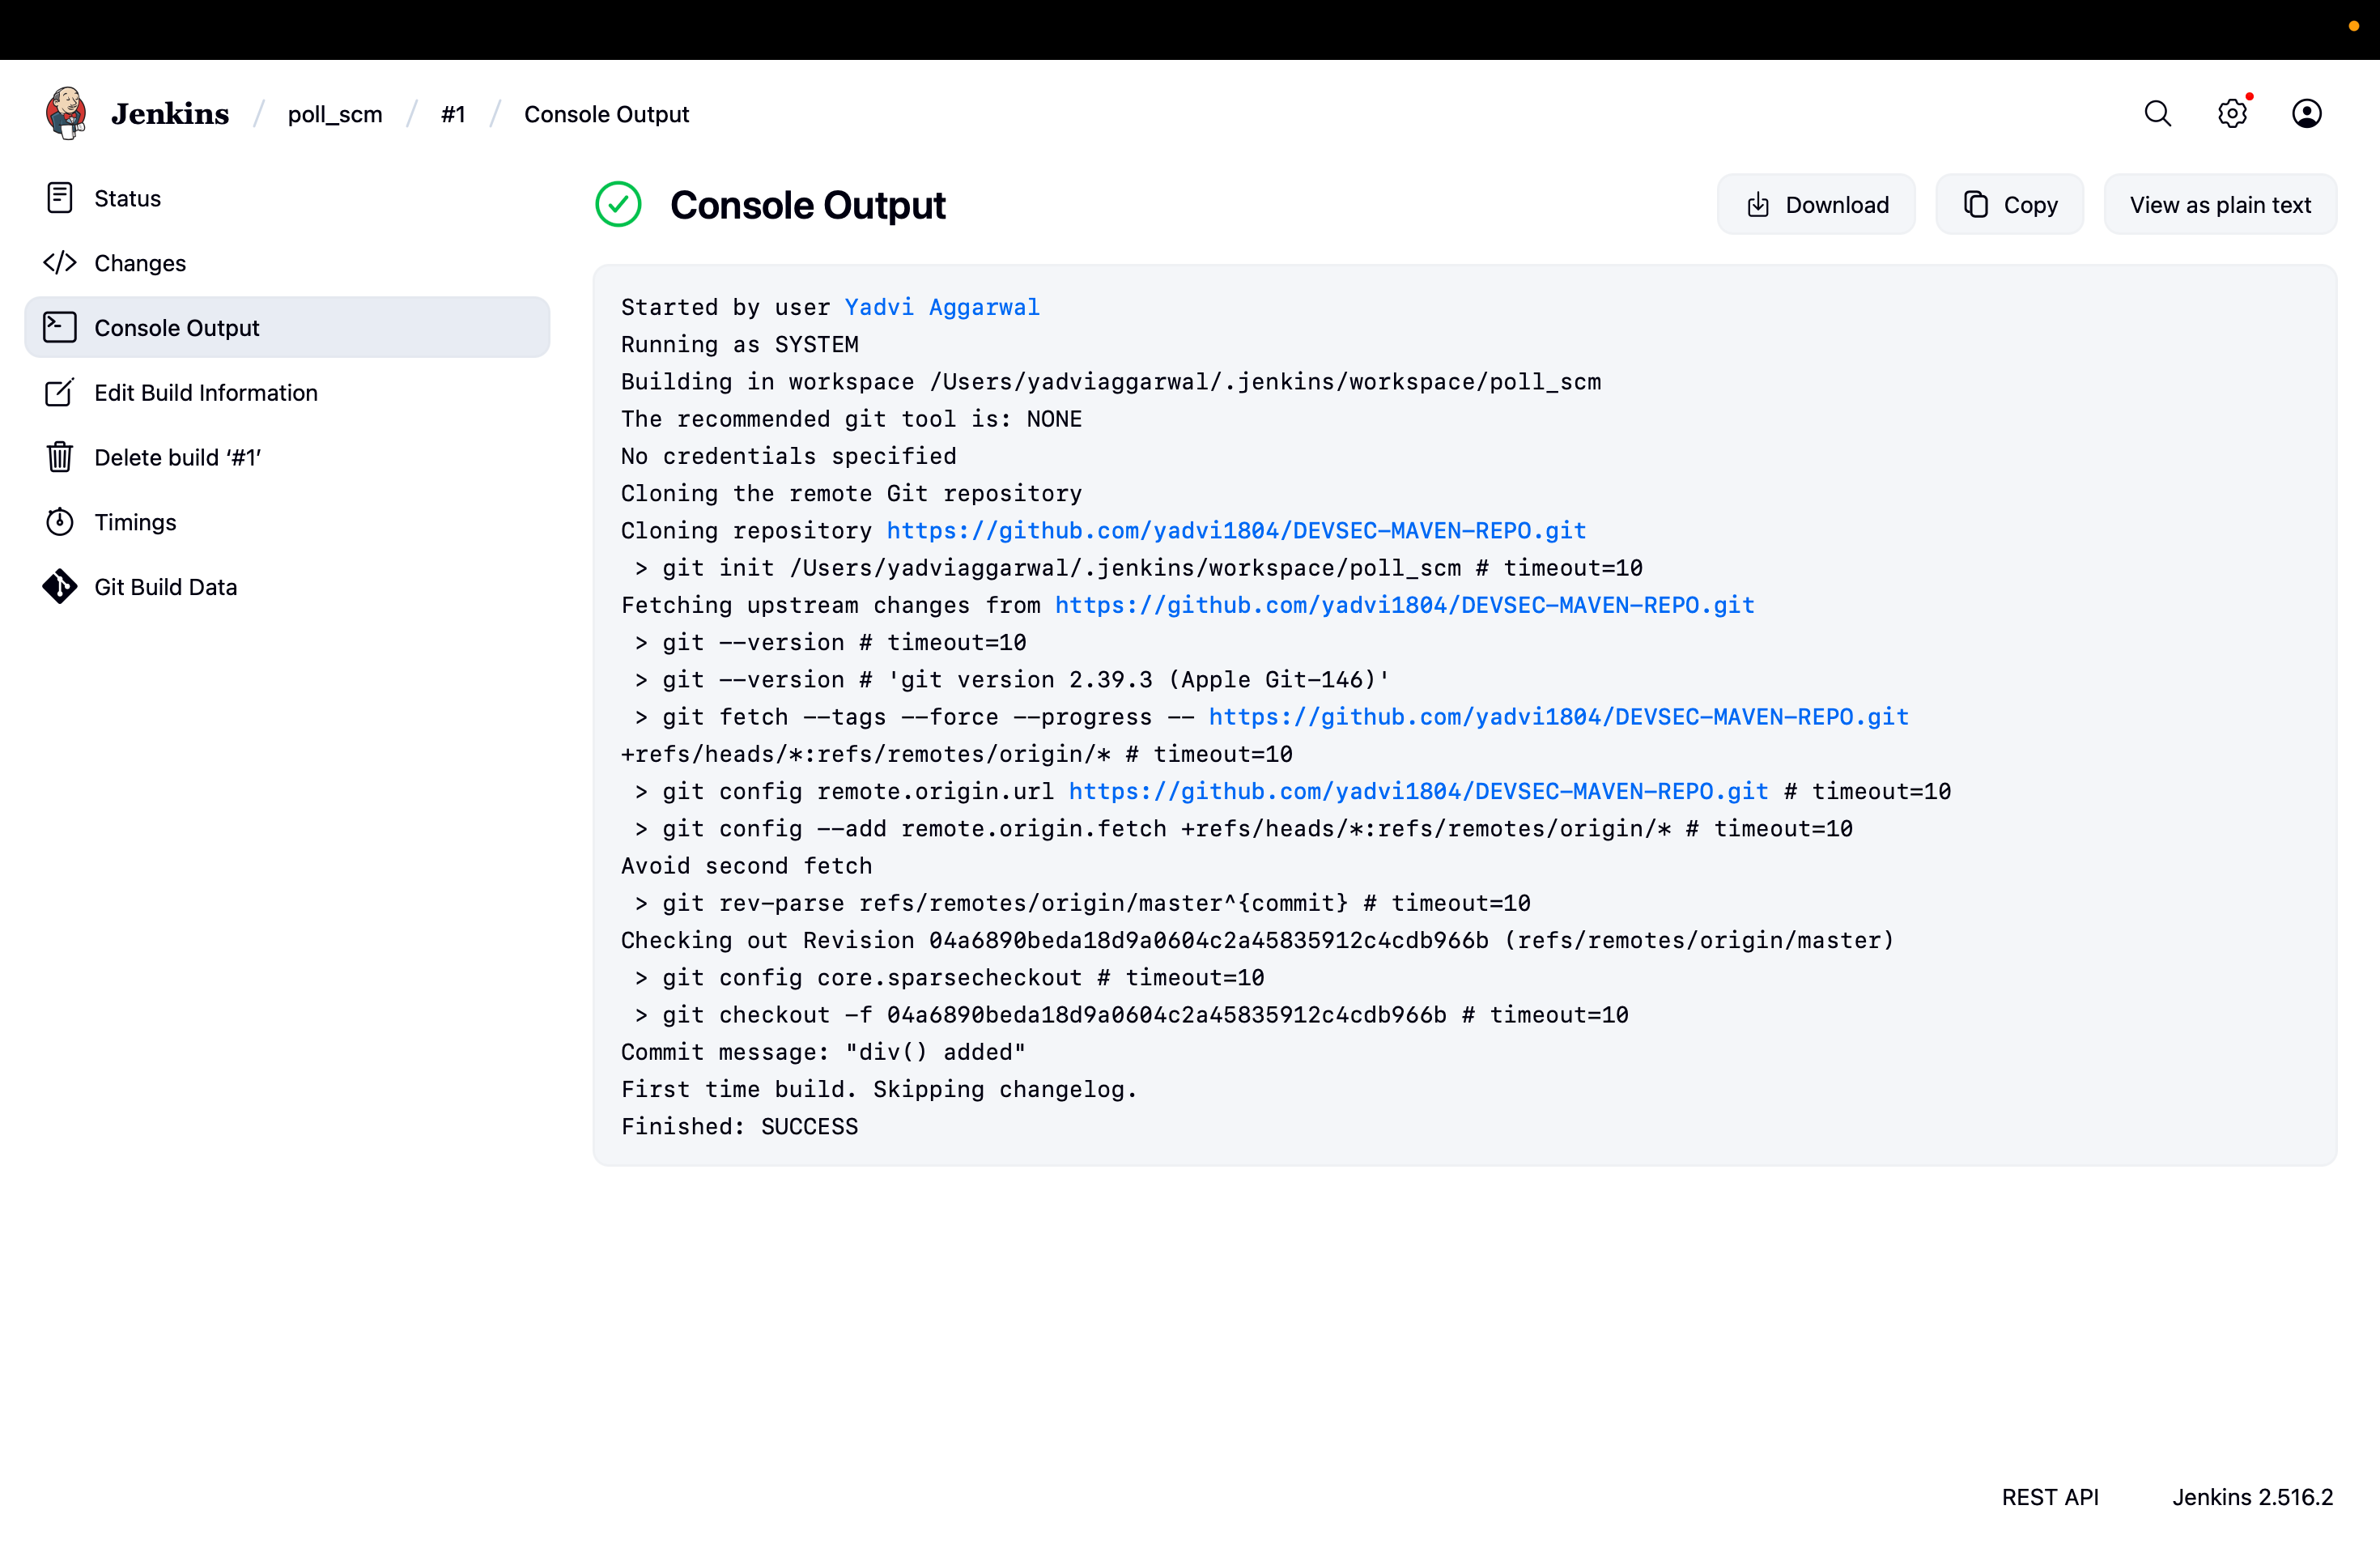 Jenkins / poll_scm / #1 / Console Output
Status
Changes
Console Output
Edit Build Information
Delete build ‘#1’
Timings
Git Build Data
Console Output
Download
Copy
View as plain text
Started by user Yadvi Aggarwal
Running as SYSTEM
Building in workspace /Users/yadviaggarwal/.jenkins/workspace/poll_scm
The recommended git tool is: NONE
No credentials specified
Cloning the remote Git repository
Cloning repository https://github.com/yadvi1804/DEVSEC-MAVEN-REPO.git
 > git init /Users/yadviaggarwal/.jenkins/workspace/poll_scm # timeout=10
Fetching upstream changes from https://github.com/yadvi1804/DEVSEC-MAVEN-REPO.git
 > git --version # timeout=10
 > git --version # 'git version 2.39.3 (Apple Git-146)'
 > git fetch --tags --force --progress -- https://github.com/yadvi1804/DEVSEC-MAVEN-REPO.git
+refs/heads/*:refs/remotes/origin/* # timeout=10
 > git config remote.origin.url https://github.com/yadvi1804/DEVSEC-MAVEN-REPO.git # timeout=10
 > git config --add remote.origin.fetch +refs/heads/*:refs/remotes/origin/* # timeout=10
Avoid second fetch
 > git rev-parse refs/remotes/origin/master^{commit} # timeout=10
Checking out Revision 04a6890beda18d9a0604c2a45835912c4cdb966b (refs/remotes/origin/master)
 > git config core.sparsecheckout # timeout=10
 > git checkout -f 04a6890beda18d9a0604c2a45835912c4cdb966b # timeout=10
Commit message: "div() added"
First time build. Skipping changelog.
Finished: SUCCESS
REST API
Jenkins 2.516.2